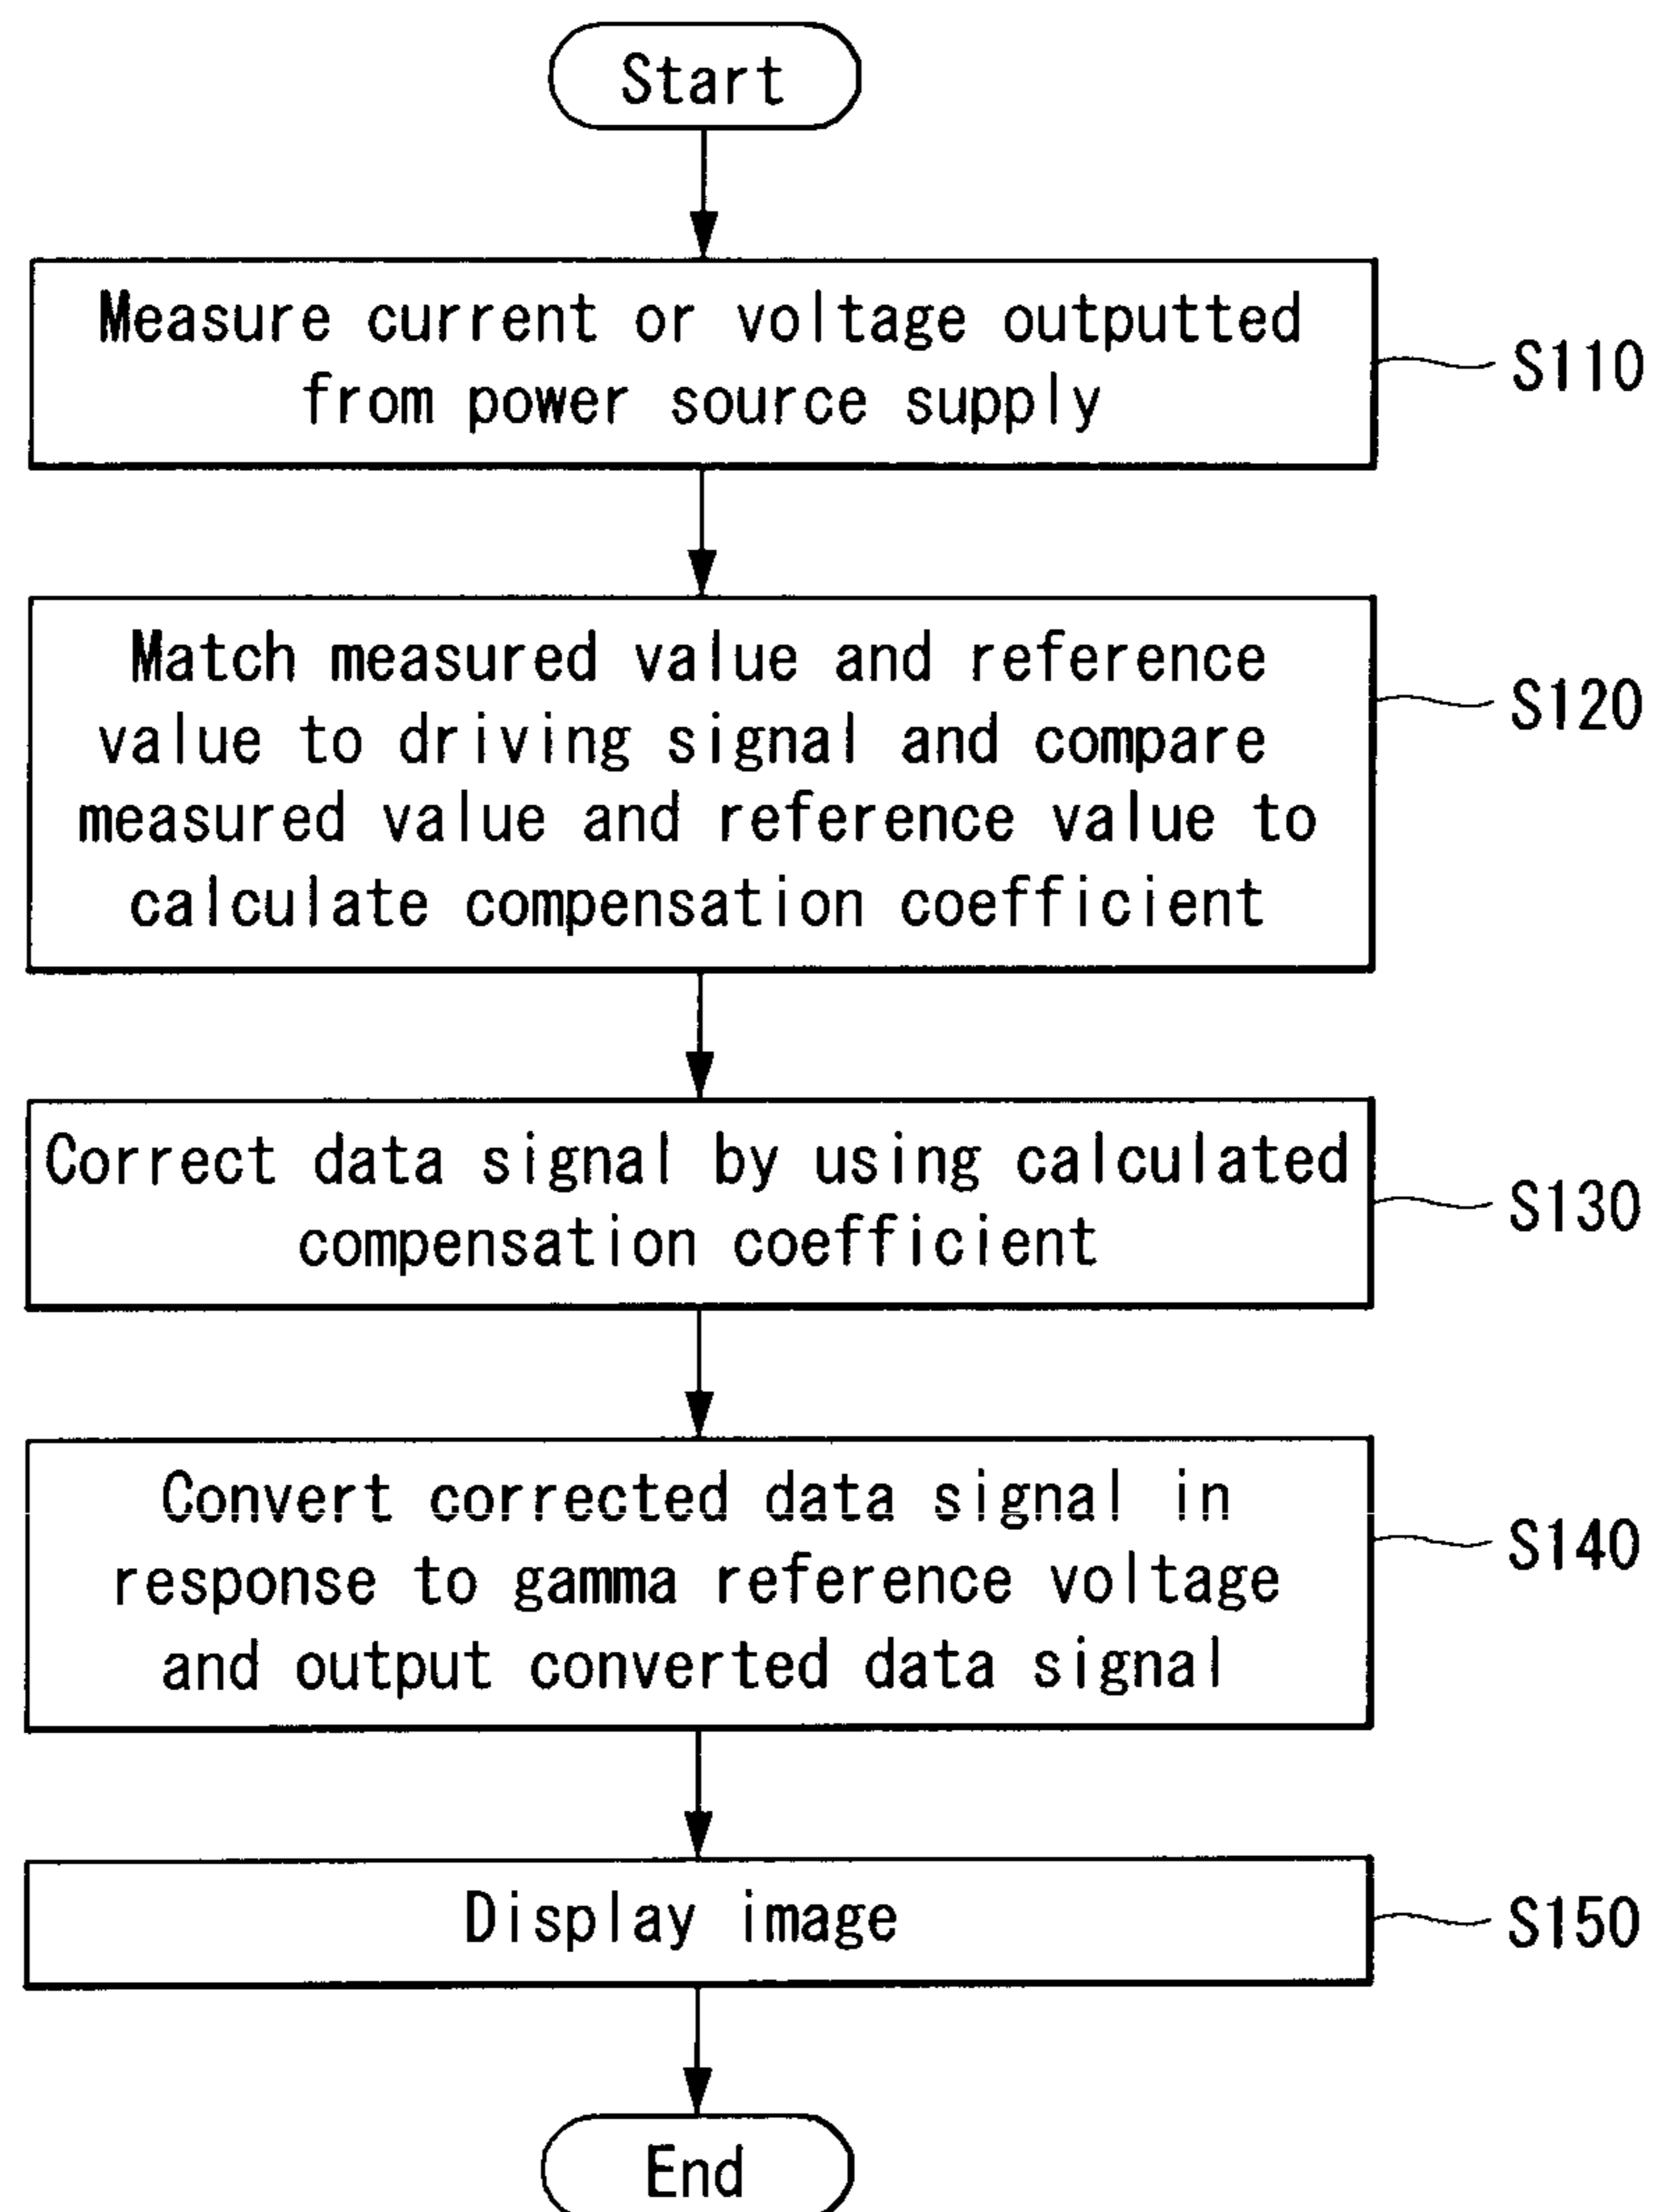 Start
Measure current or voltage outputted
from power source supply
S110
Match measured value and reference
value to driving signal and compare
measured value and reference value to
calculate compensation coefficient
S120
Correct data signal by using calculated
compensation coefficient
S130
Convert corrected data signal in
response to gamma reference voltage
and output converted data signal
S140
Display image
S150
End